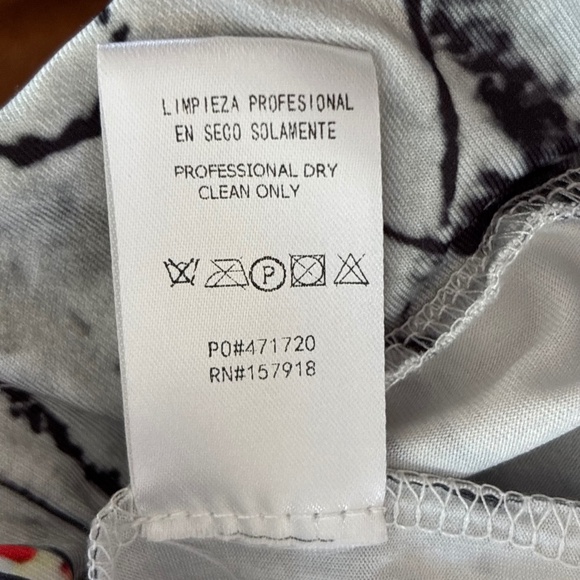 LIMPIEZA PROFESIONAL
EN SECO SOLAMENTE
PROFESSIONAL DRY
CLEAN ONLY
P
PO#471720
RN#157918